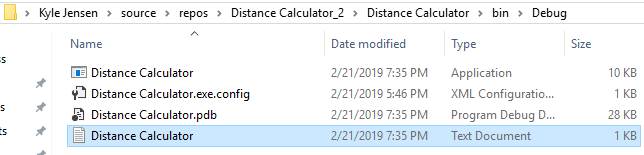 Kyle Jensen > source > repos > Distance Calculator_2 > Distance Calculator > bin > Debug
Name Date modified Type Size
Distance Calculator 2/21/2019 7:35 PM Application 10 KB
Distance Calculator.exe.config 2/21/2019 5:46 PM XML Configuratio... 1 KB
Distance Calculator.pdb 2/21/2019 7:35 PM Program Debug D... 28 KB
Distance Calculator 2/21/2019 7:35 PM Text Document 1 KB